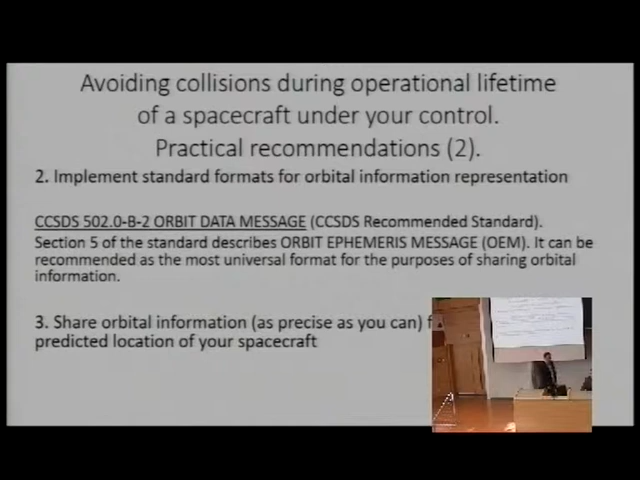 Avoiding collisions during operational lifetime
of a spacecraft under your control.
Practical recommendations (2).
2. Implement standard formats for orbital information representation
CCSDS 502.0-B-2 ORBIT DATA MESSAGE (CCSDS Recommended Standard).
Section 5 of the standard describes ORBIT EPHEMERIS MESSAGE (OEM). It can be
recommended as the most universal format for the purposes of sharing orbital
information.
3. Share orbital information (as precise as you can)
predicted location of your spacecraft